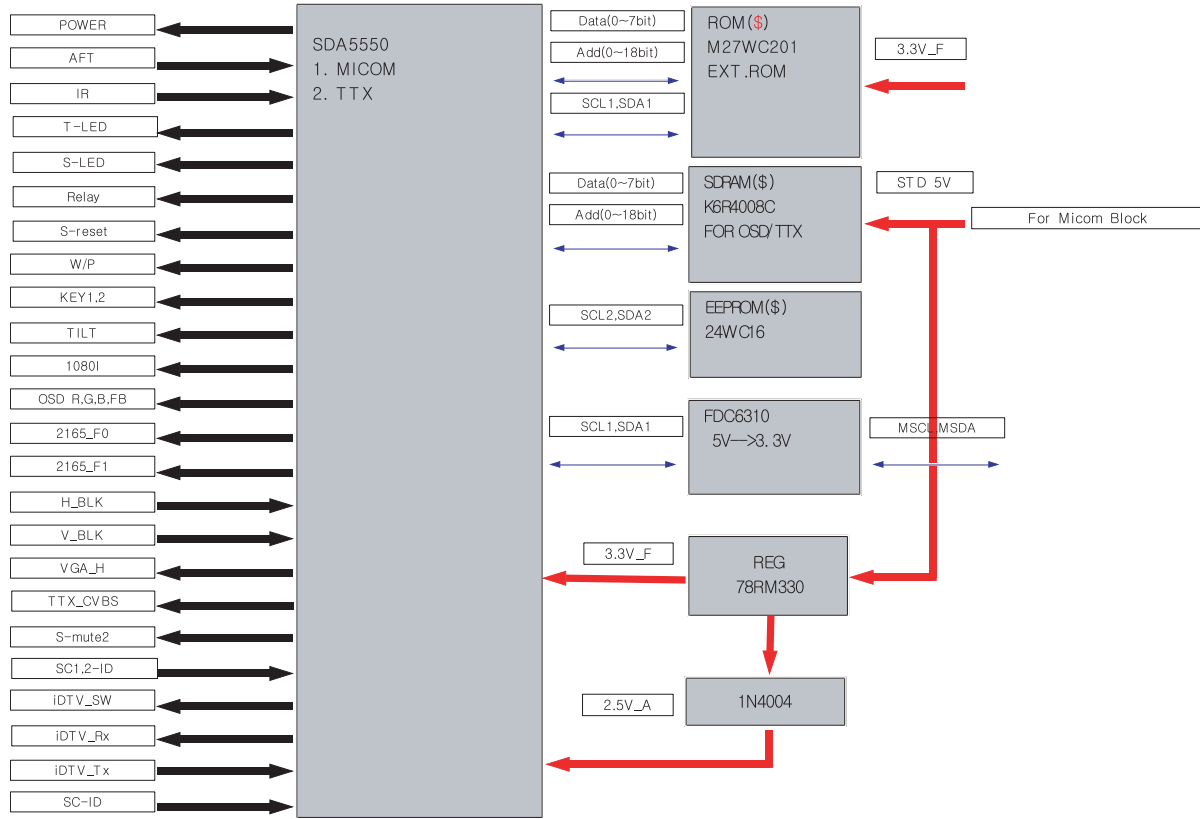 POWER
AFT
IR
T-LED
S-LED
Relay
S-reset
W/P
KEY1,2
TILT
1080I
OSD R,G,B,FB
2165_F0
2165_F1
H_BLK
V_BLK
VGA_H
TTX_CVBS
S-mute2
SC1,2-ID
iDTV_SW
iDTV_Rx
iDTV_Tx
SC-ID
SDA5550
1. MICOM
2. TTX
Data(0~7bit)
Add(0~18bit)
SCL1,SDA1
ROM($)
M27WC201
EXT.ROM
3.3V_F
Data(0~7bit)
Add(0~18bit)
SDRAM($)
K6R4008C
FOR OSD/TTX
STD 5V
For Micom Block
SCL2,SDA2
EEPROM($)
24WC16
SCL1,SDA1
FDC6310
5V-->3.3V
MSCL,MSDA
3.3V_F
REG
78RM330
2.5V_A
1N4004